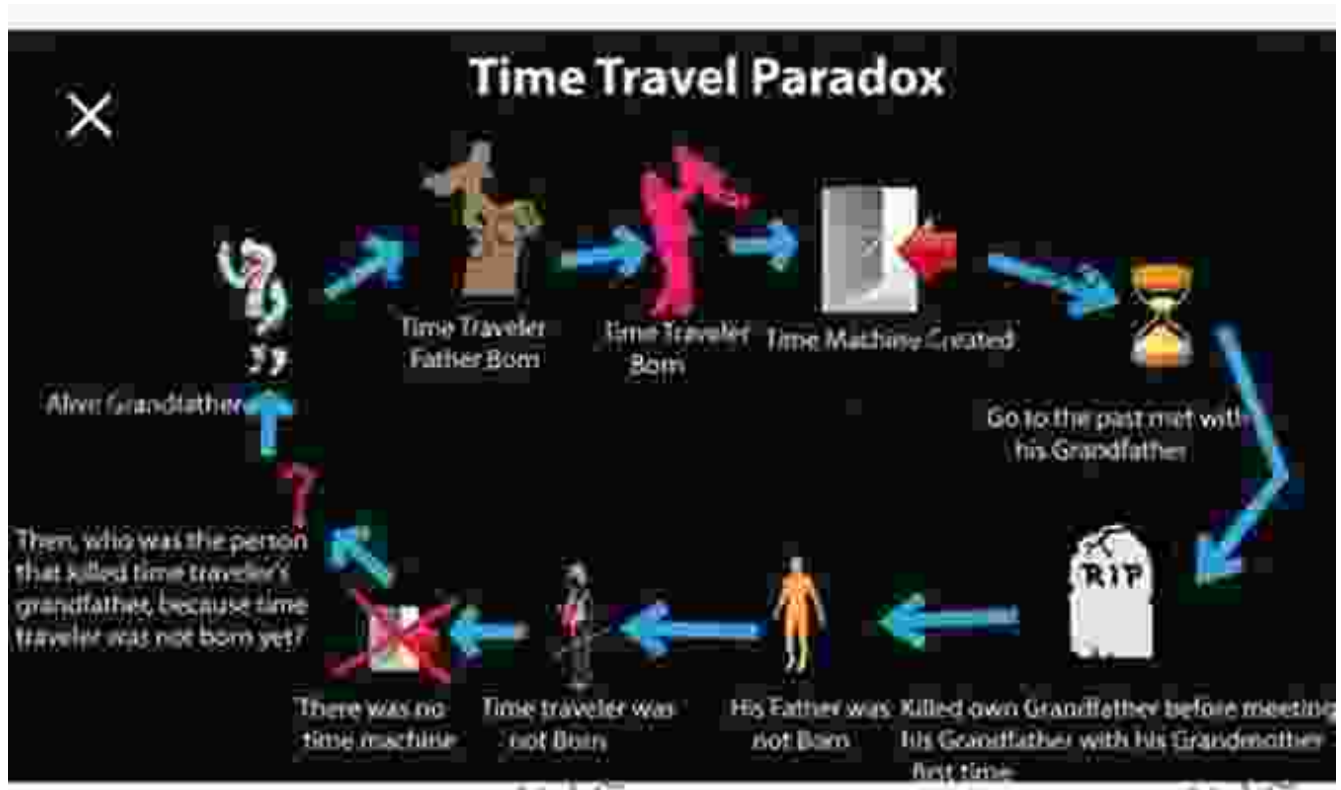 Time Travel Paradox
Time Traveler
Father Born
Time Traveler
Born
Time Machine Created
Go to the past met with
his Grandfather
Alive Grandfather
Then, who was the person
that killed time traveler's
grandfather, because time
traveler was not born yet?
?
RIP
There was no
time machine
Time traveler was
not Born
His Father was
not Born
Killed own Grandfather before meeting
his Grandfather with his Grandmother
first time